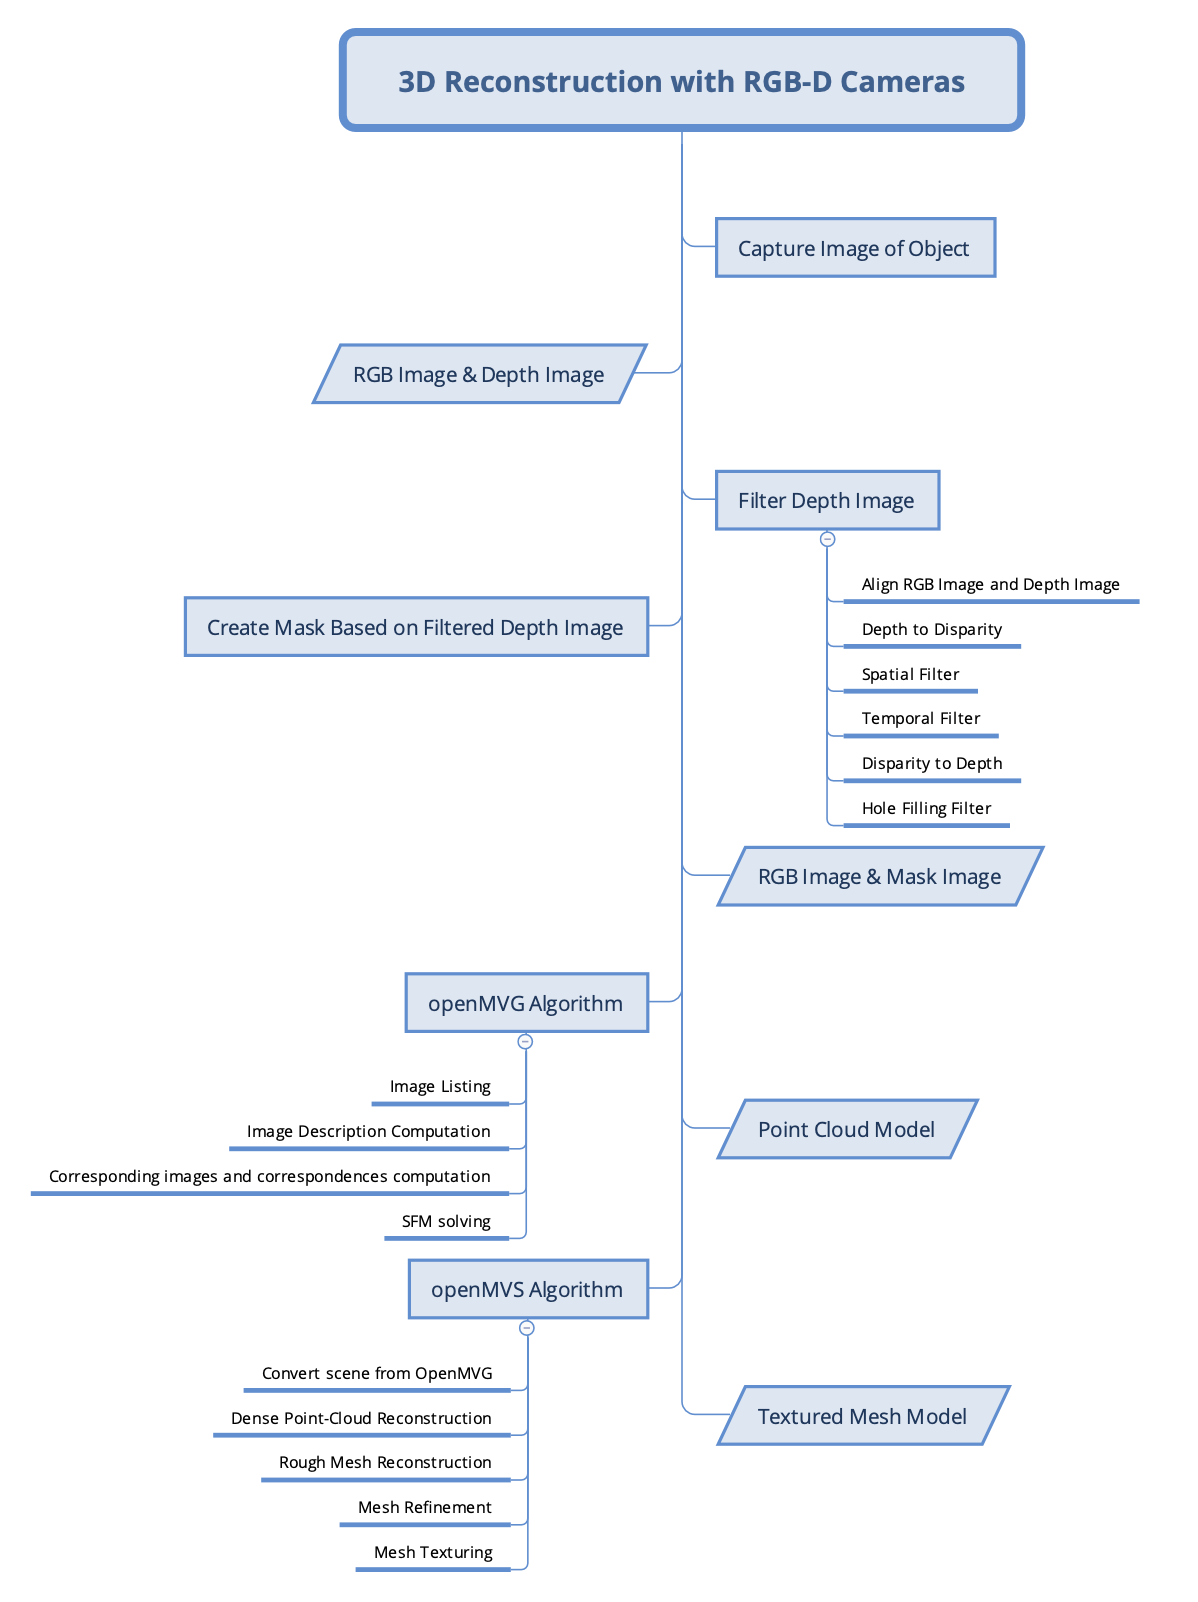 3D Reconstruction with RGB-D Cameras
Capture Image of Object
RGB Image & Depth Image
Filter Depth Image
Align RGB Image and Depth Image
Depth to Disparity
Spatial Filter
Temporal Filter
Disparity to Depth
Hole Filling Filter
Create Mask Based on Filtered Depth Image
RGB Image & Mask Image
openMVG Algorithm
Image Listing
Image Description Computation
Corresponding images and correspondences computation
SFM solving
Point Cloud Model
openMVS Algorithm
Convert scene from OpenMVG
Dense Point-Cloud Reconstruction
Rough Mesh Reconstruction
Mesh Refinement
Mesh Texturing
Textured Mesh Model